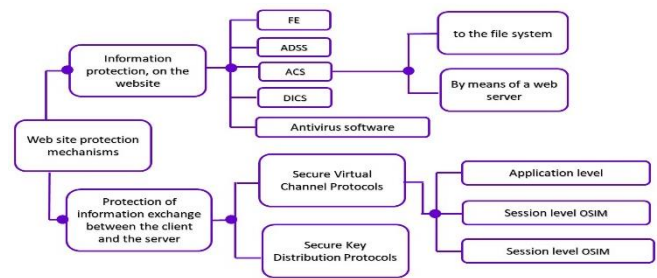 Web site protection
mechanisms
Information
protection, on the
website
FE
ADSS
ACS
DICS
Antivirus software
to the file system
By means of a web
server
Protection of
information exchange
between the client
and the server
Secure Virtual
Channel Protocols
Secure Key
Distribution Protocols
Application level
Session level OSIM
Session level OSIM